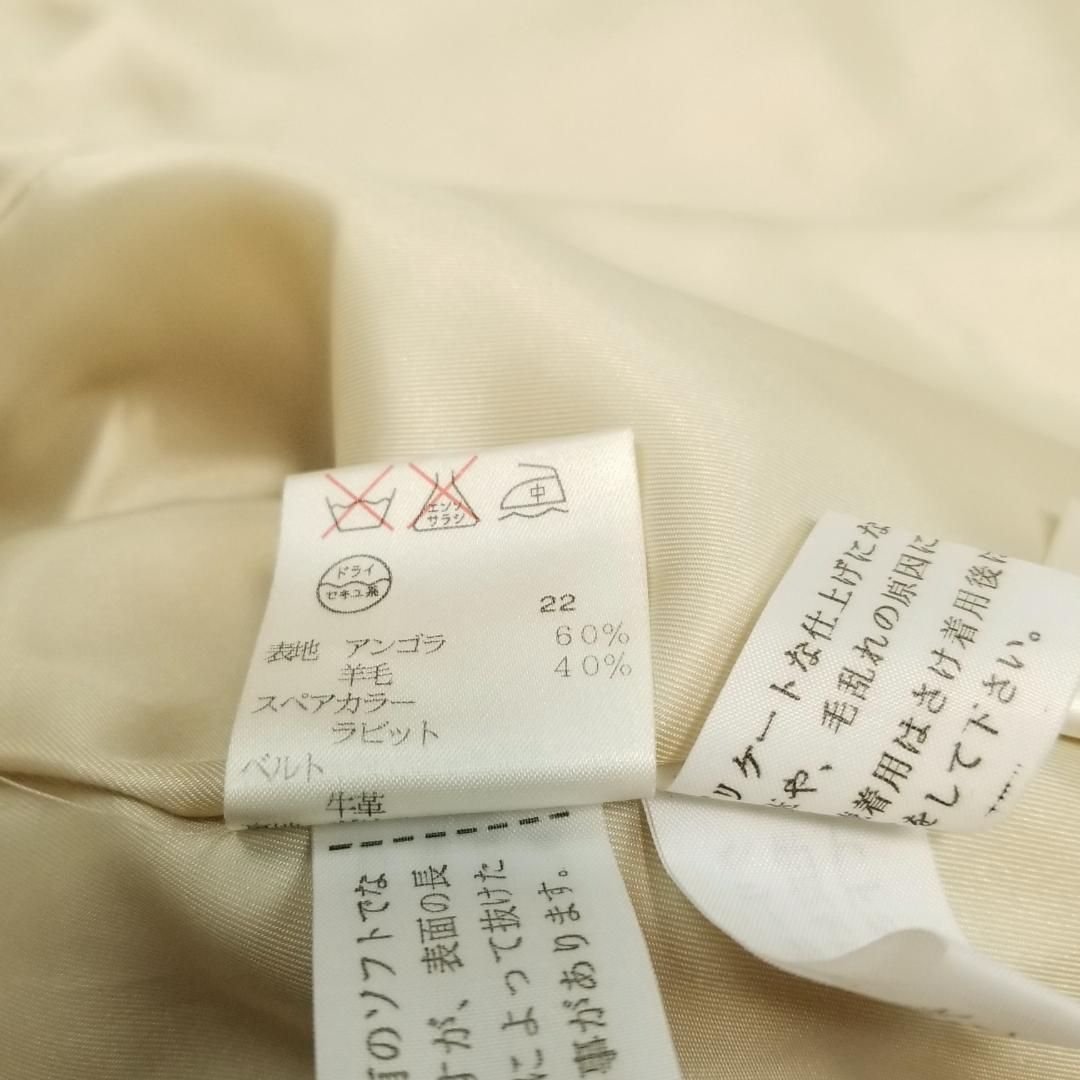 エンソ
サラシ
中
ドライ
セキユ系
22
表地 アンゴラ 60%
羊毛 40%
スペアカラー
ラビット
ベルト
牛革
のソフトでな
すが、表面の長
によって抜けた
事があります。
リケートな仕上げにな
や、毛乱れの原因に
着用はさけ着用後に
をして下さい。